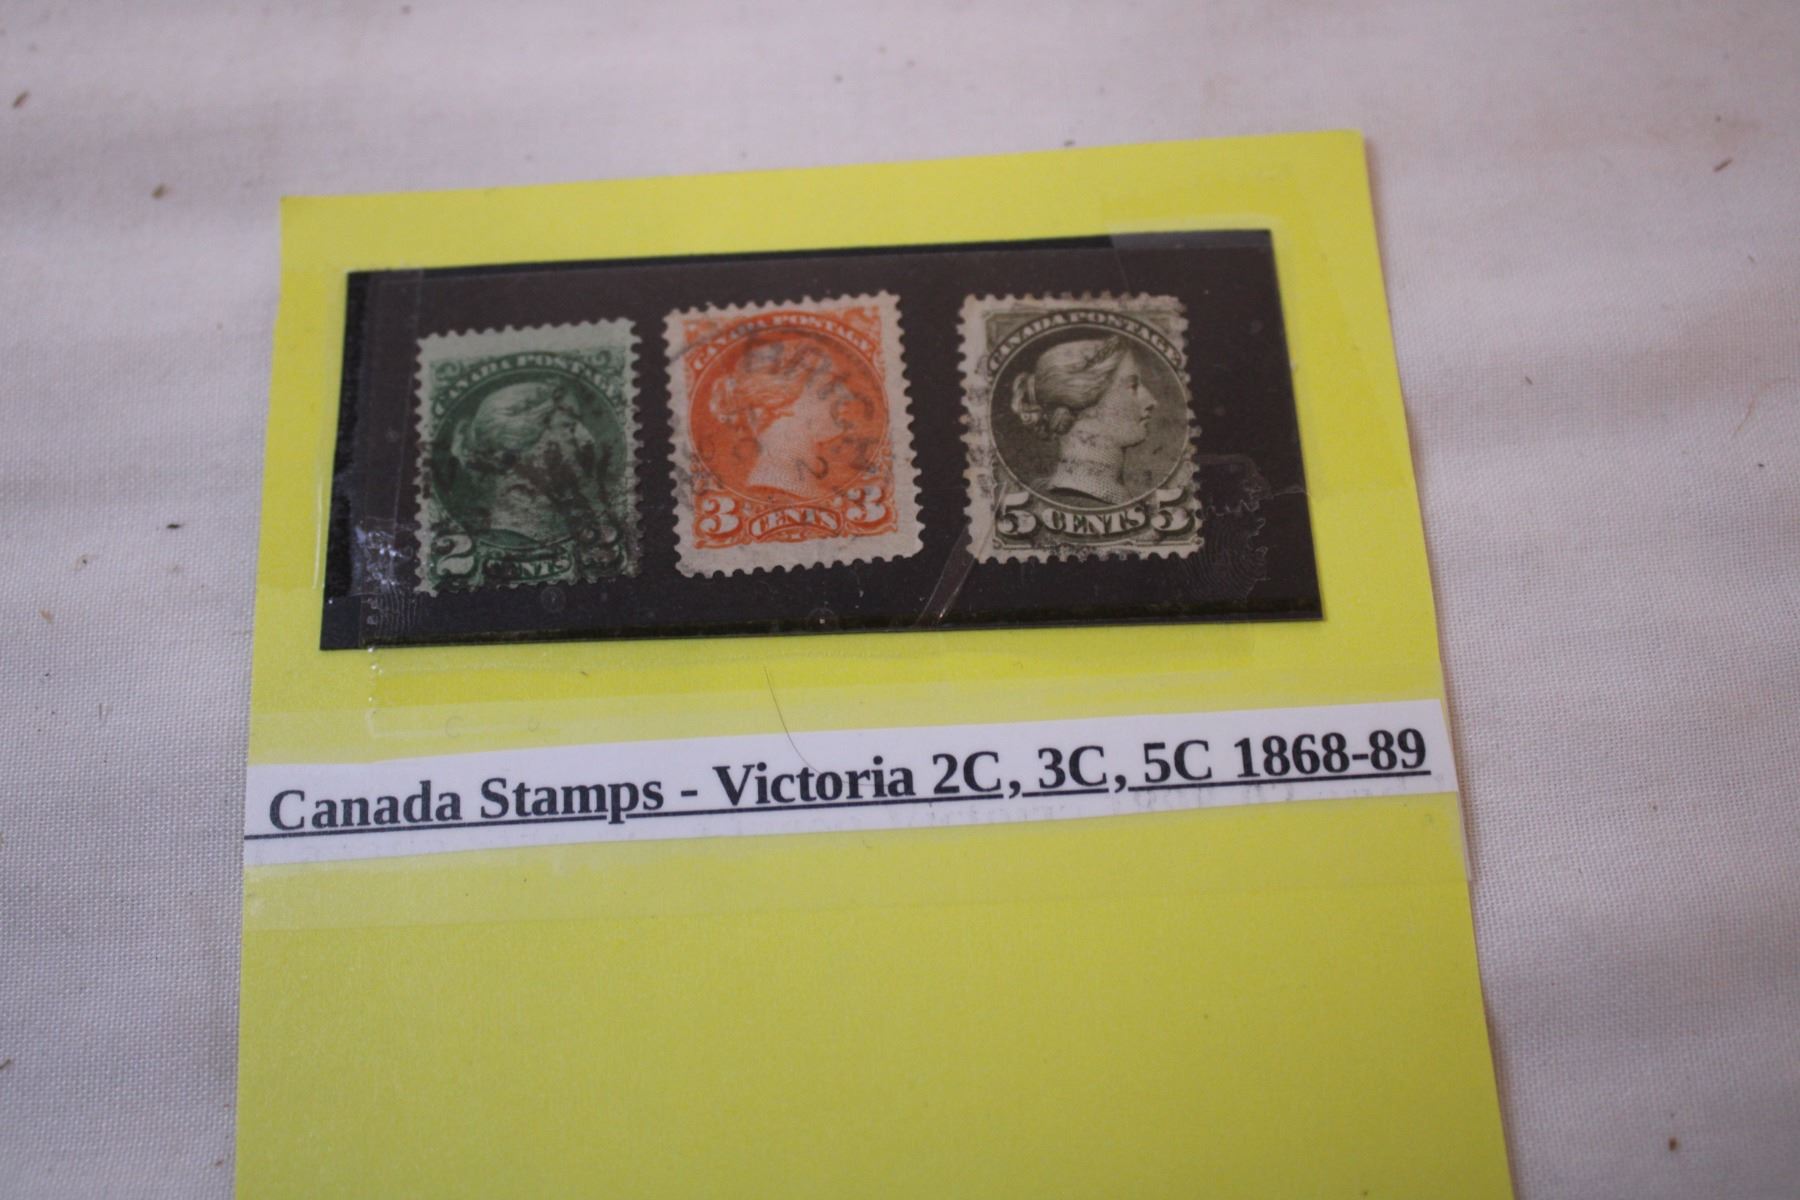 CANADA POSTAGE
2 CENTS 2
CANADA POSTAGE
3 CENTS 3
CANADA POSTAGE
5 CENTS 5
Canada Stamps - Victoria 2C, 3C, 5C 1868-89